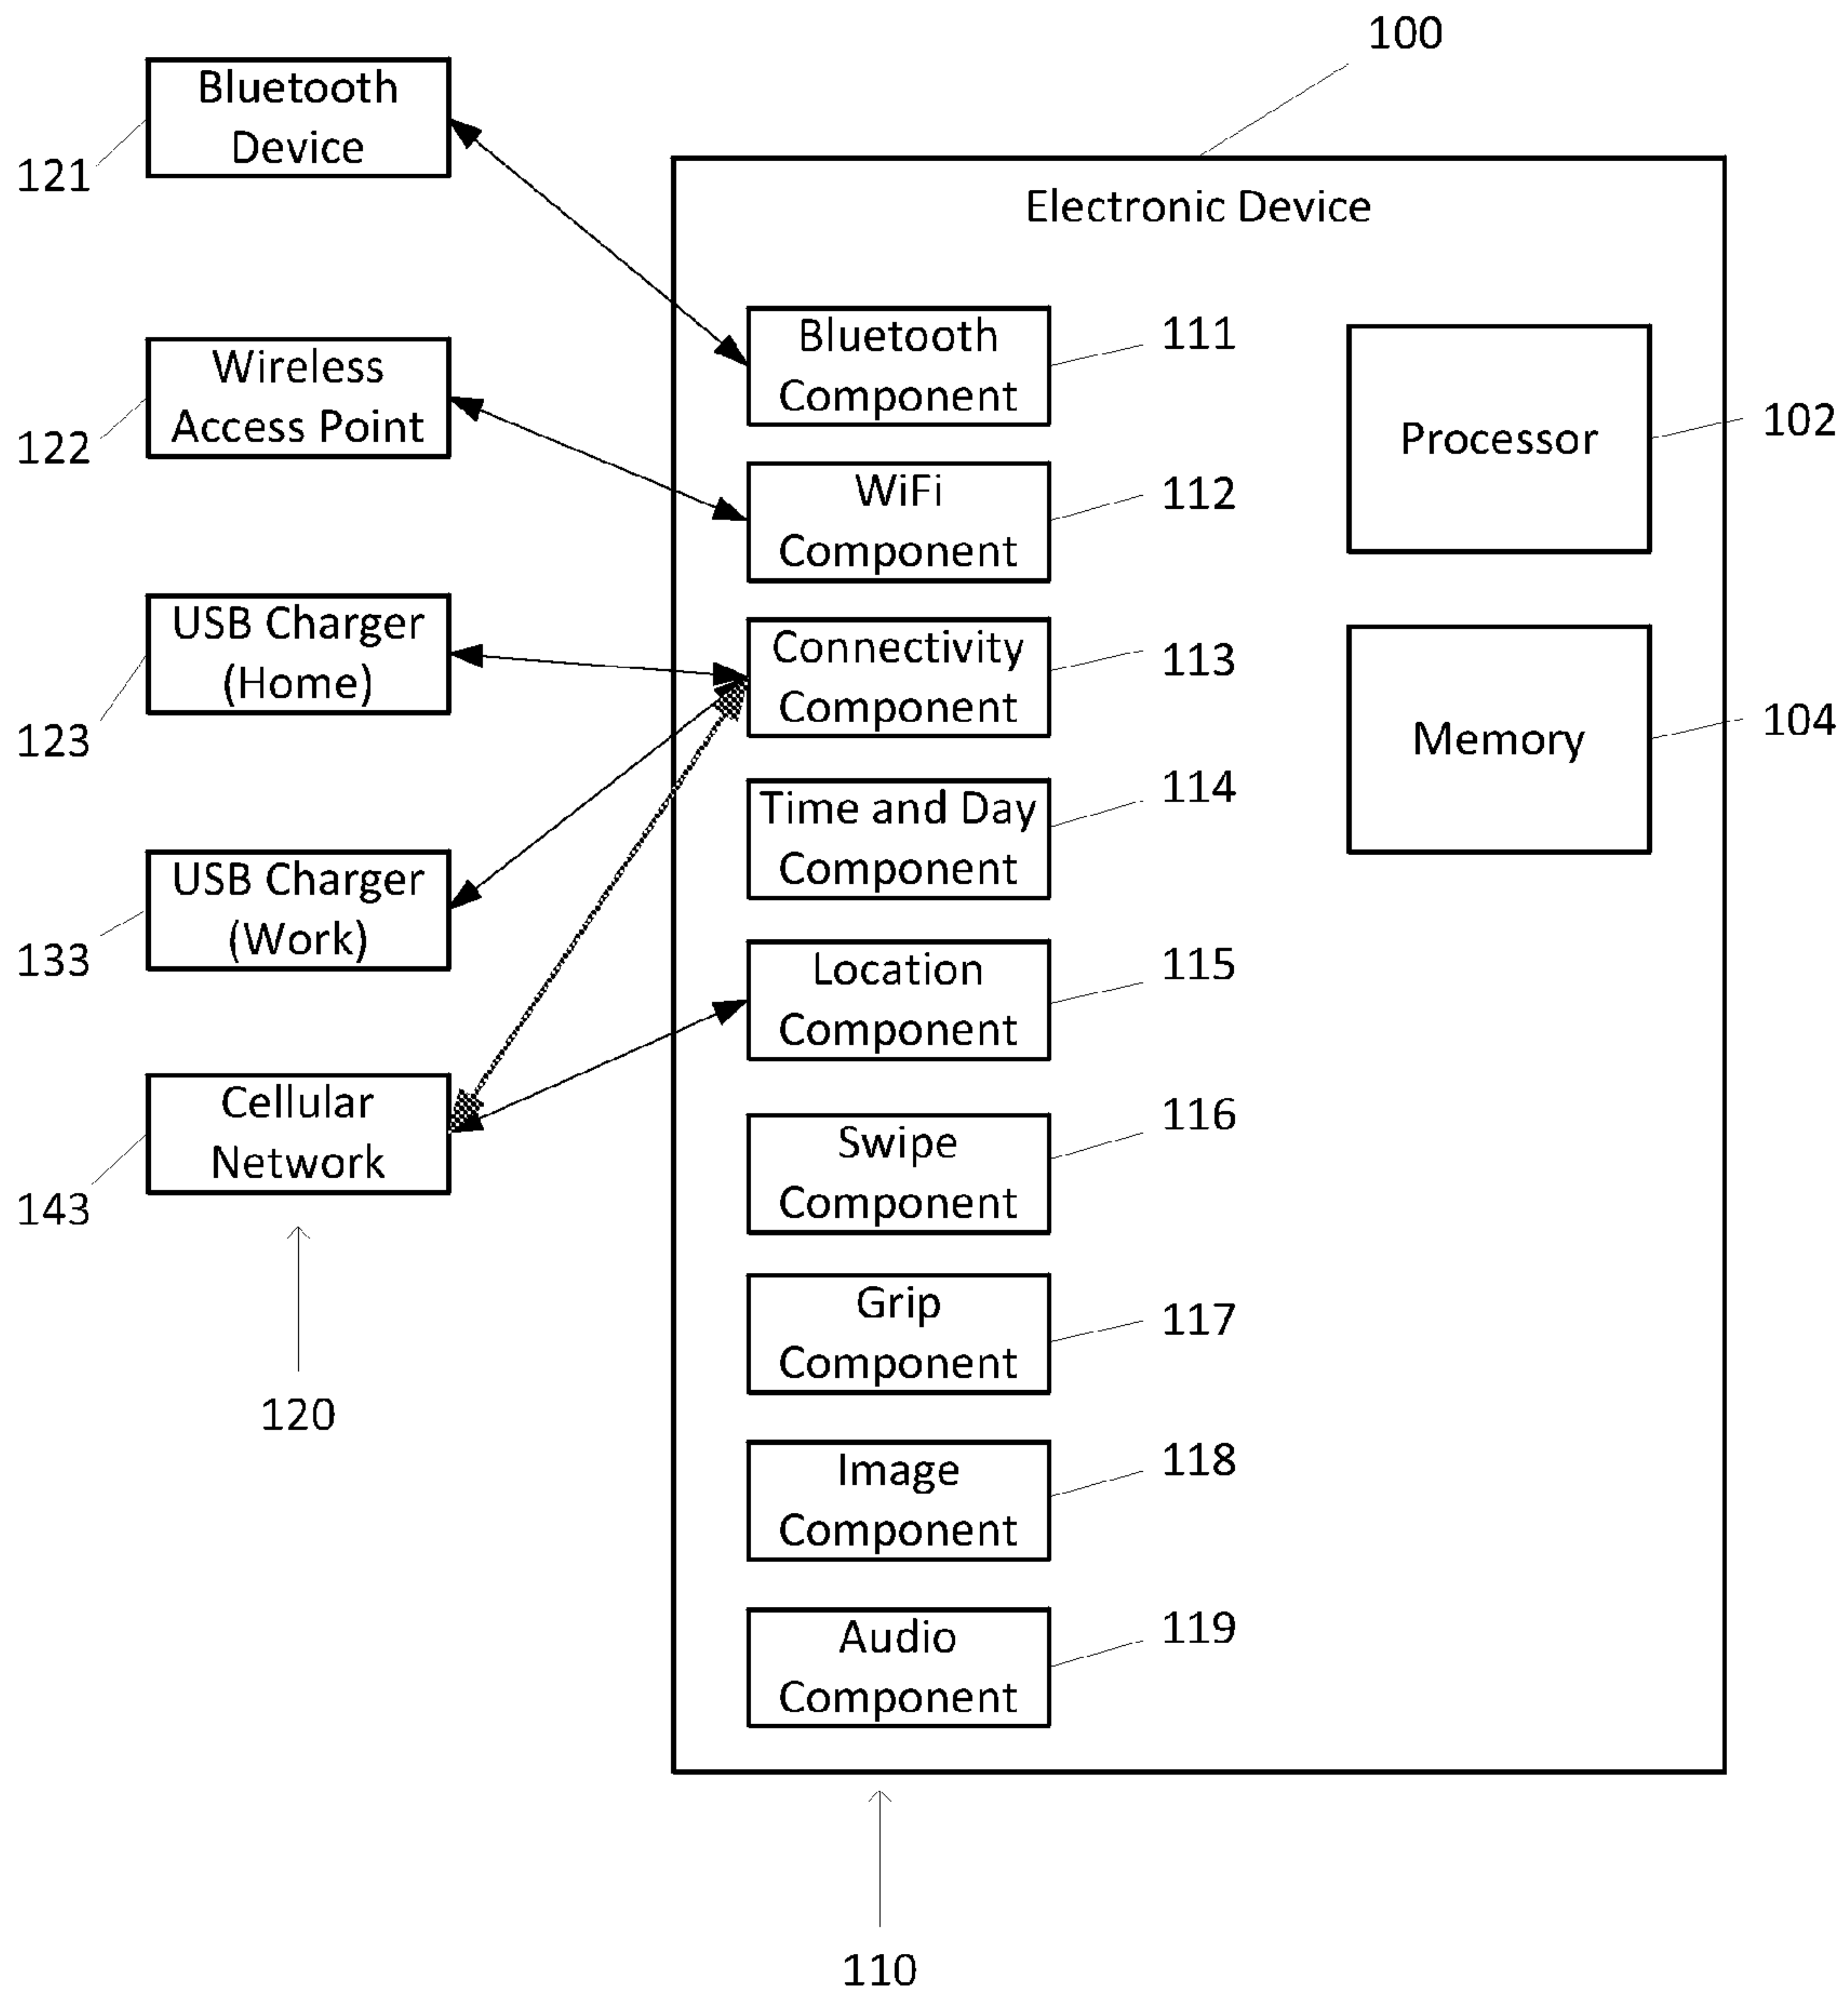 100
Bluetooth
Device
121
Electronic Device
Bluetooth
Component
111
Wireless
Access Point
122
Processor
102
WiFi
Component
112
USB Charger
(Home)
123
Connectivity
Component
113
Memory
104
Time and Day
Component
114
USB Charger
(Work)
133
Location
Component
115
Cellular
Network
143
Swipe
Component
116
Grip
Component
117
120
Image
Component
118
Audio
Component
119
110